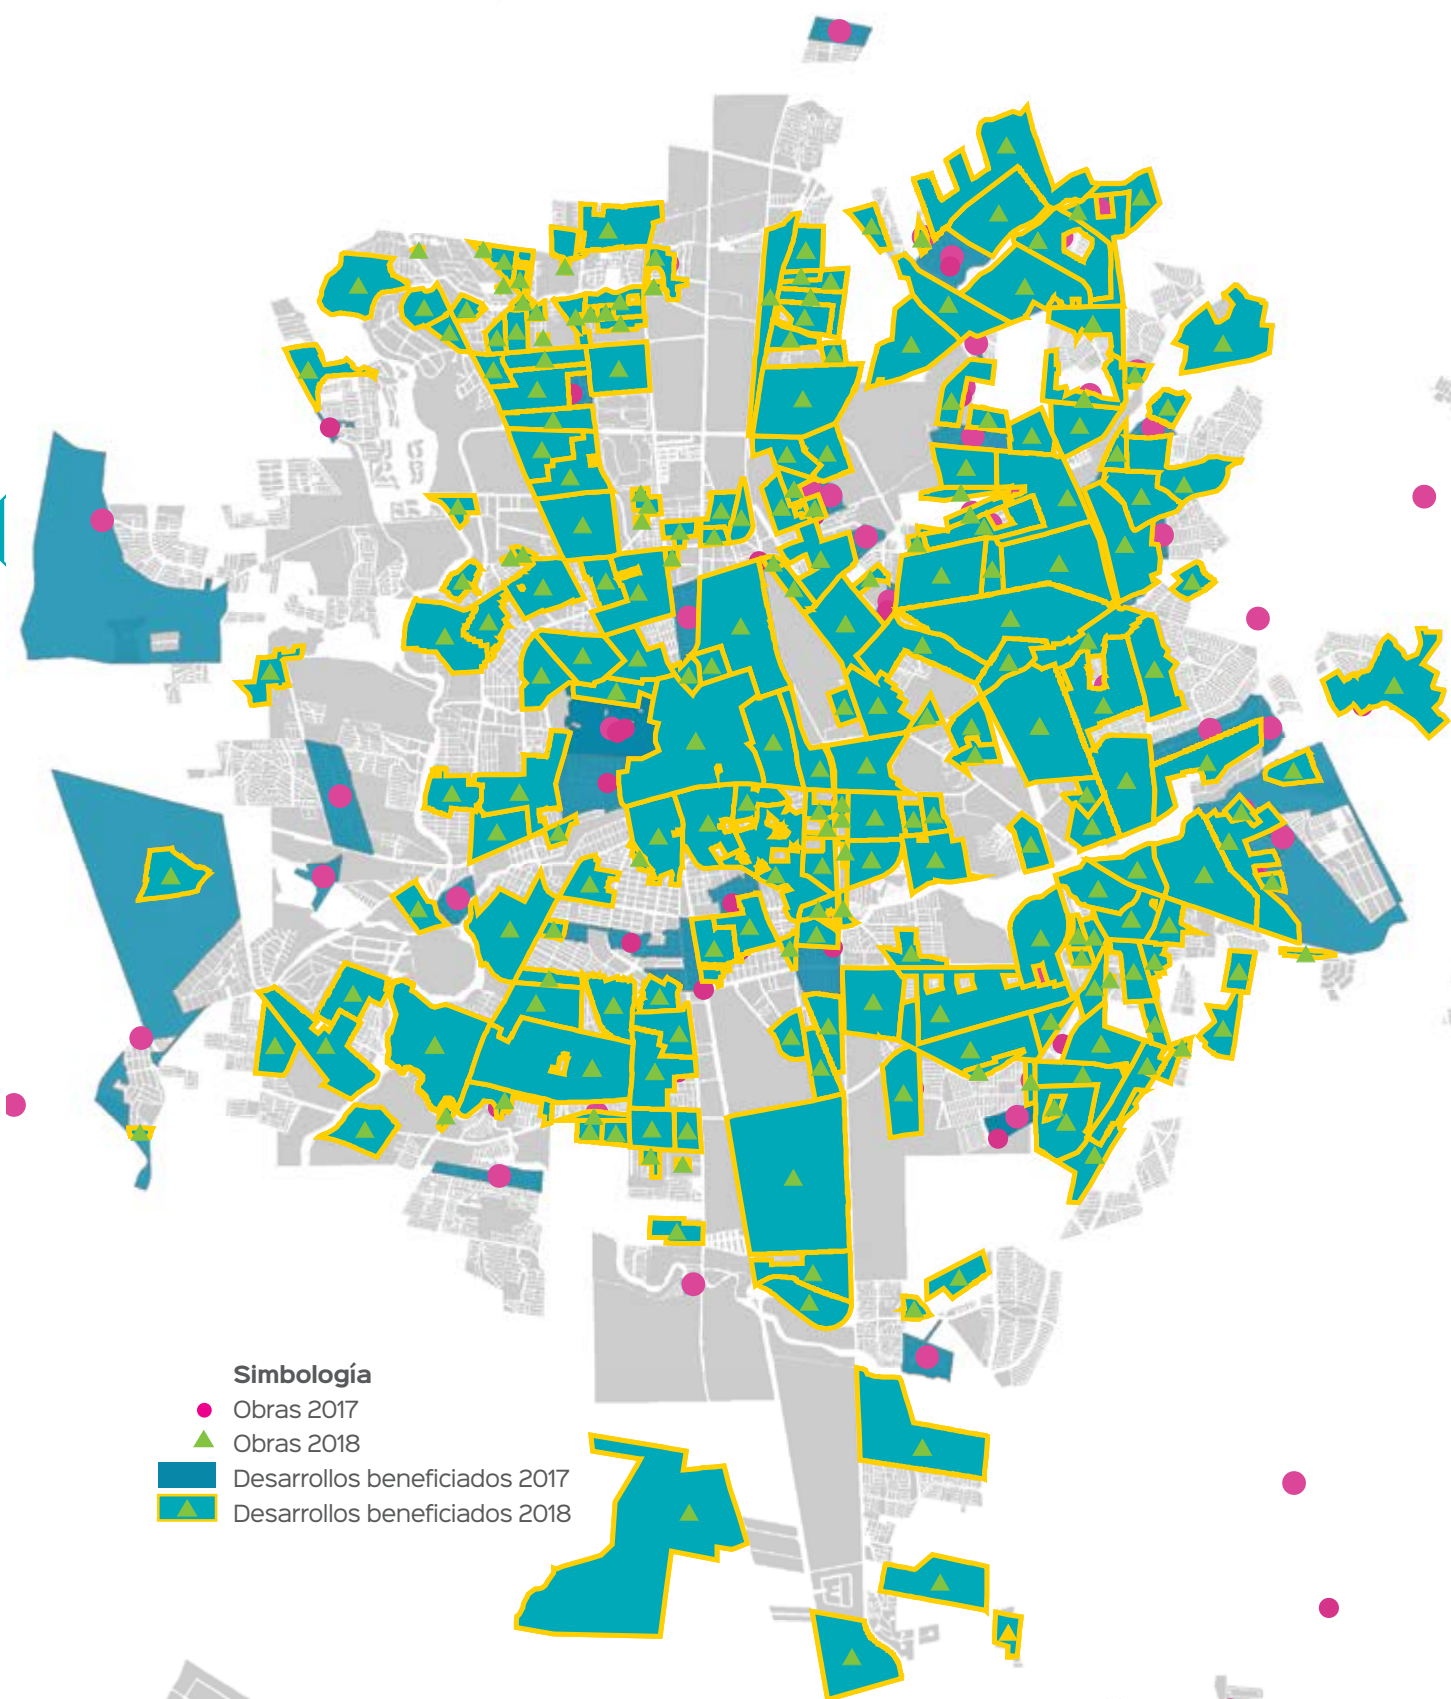 Simbología
Obras 2017
Obras 2018
Desarrollos beneficiados 2017
Desarrollos beneficiados 2018